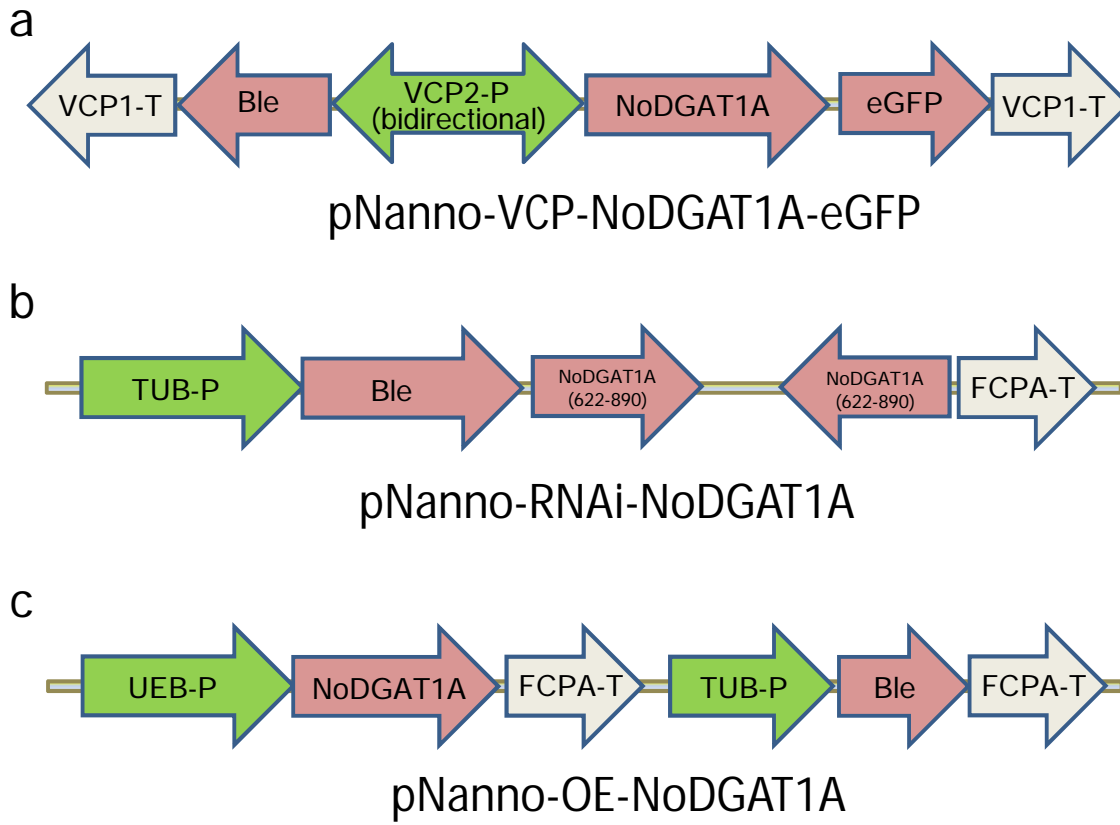 a
VCP1-T
Ble
VCP2-P
(bidirectional)
NoDGAT1A
eGFP
VCP1-T
pNanno-VCP-NoDGAT1A-eGFP
b
TUB-P
Ble
NoDGAT1A
(622-890)
NoDGAT1A
(622-890)
FCPA-T
pNanno-RNAi-NoDGAT1A
c
UEB-P
NoDGAT1A
FCPA-T
TUB-P
Ble
FCPA-T
pNanno-OE-NoDGAT1A